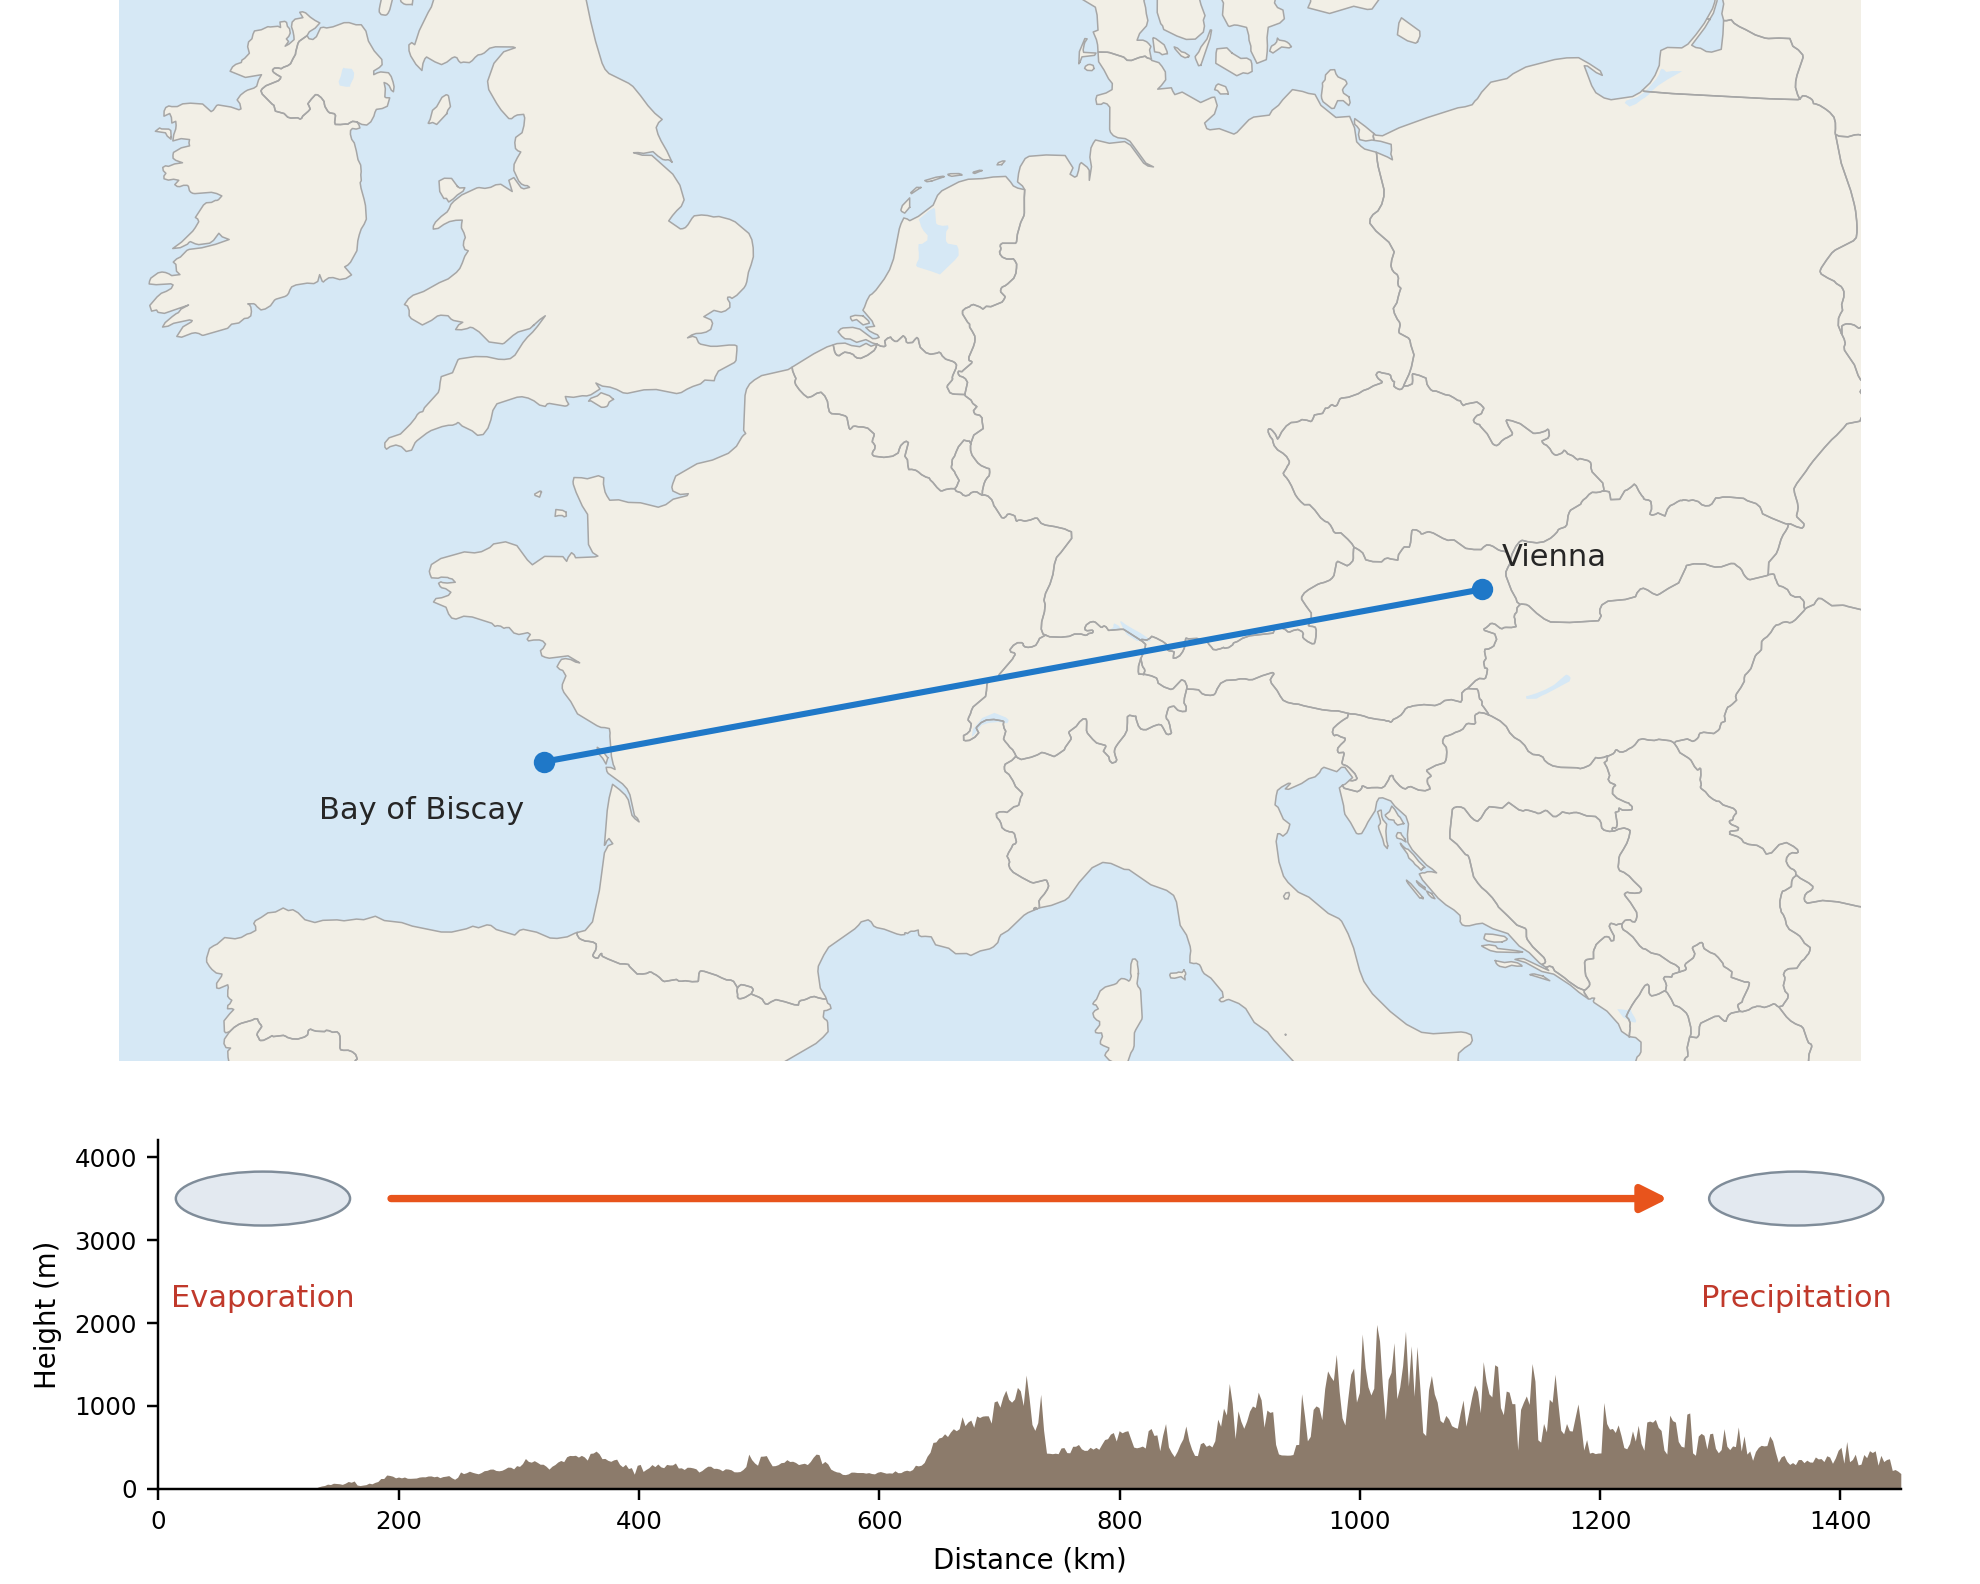 Vienna
Bay of Biscay
4000
3000
2000
1000
0
Height (m)
Evaporation
Precipitation
0 200 400 600 800 1000 1200 1400
Distance (km)